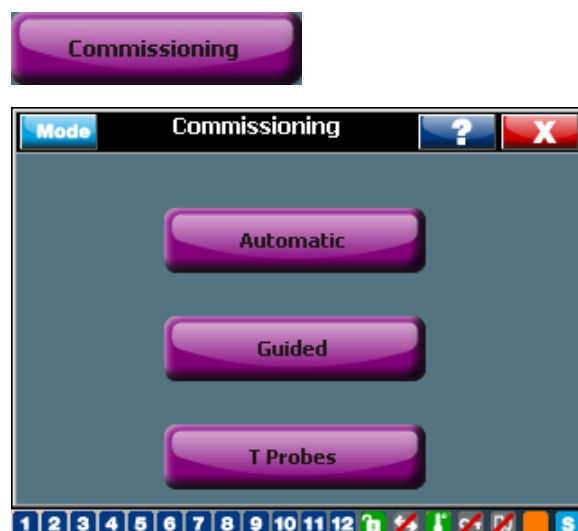 Commissioning
Mode Commissioning ? X
Automatic
Guided
T Probes
1 2 3 4 5 6 7 8 9 10 11 12 S